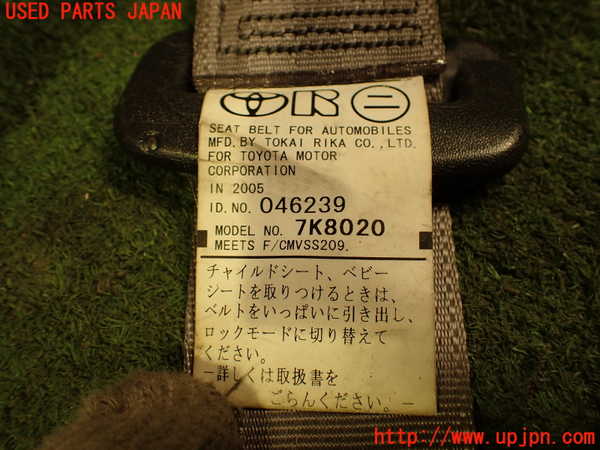 USED PARTS JAPAN
SEAT BELT FOR AUTOMOBILES
MFD. BY TOKAI RIKA CO., LTD.
FOR TOYOTA MOTOR
CORPORATION
IN 2005
ID. NO. 046239
MODEL NO. 7K8020
MEETS F/CMVSS209.
チャイルドシート、ベビー
シートを取りつけるときは、
ベルトをいっぱいに引き出し、
ロックモードに切り替えて
ください。
ー詳しくは取扱書を
ごらんください。ー
http://www.upjpn.com